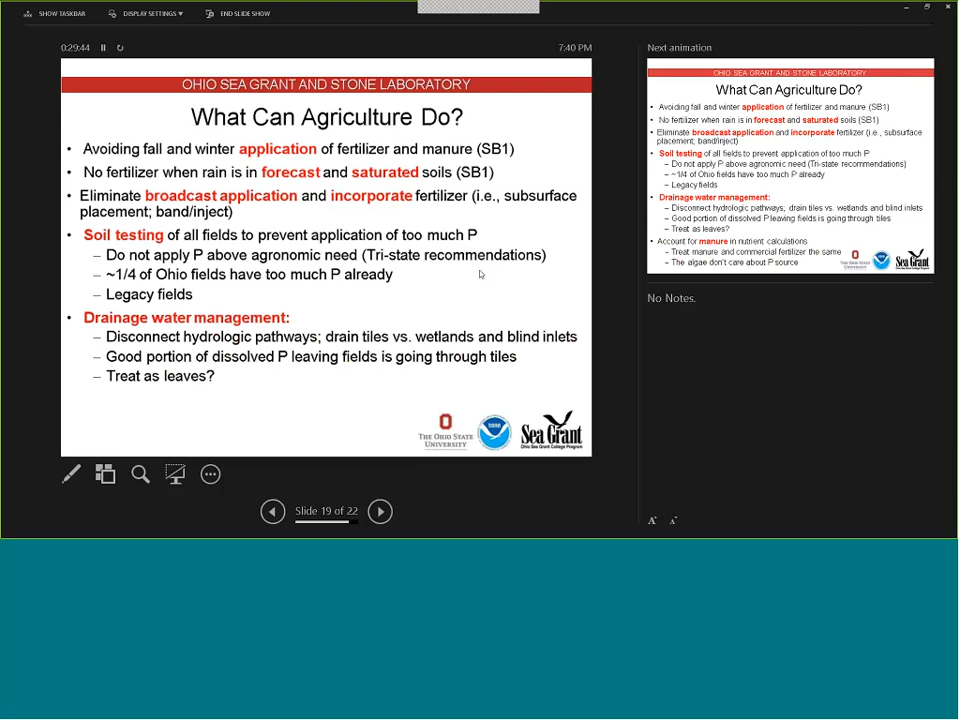 SHOW TASKBAR DISPLAY SETTINGS ▾ END SLIDE SHOW
0:29:44 7:40 PM
OHIO SEA GRANT AND STONE LABORATORY
What Can Agriculture Do?
• Avoiding fall and winter application of fertilizer and manure (SB1)
• No fertilizer when rain is in forecast and saturated soils (SB1)
• Eliminate broadcast application and incorporate fertilizer (i.e., subsurface
placement; band/inject)
• Soil testing of all fields to prevent application of too much P
– Do not apply P above agronomic need (Tri-state recommendations)
– ~1/4 of Ohio fields have too much P already
– Legacy fields
• Drainage water management:
– Disconnect hydrologic pathways; drain tiles vs. wetlands and blind inlets
– Good portion of dissolved P leaving fields is going through tiles
– Treat as leaves?
O
THE OHIO STATE
UNIVERSITY
NOAA
Sea Grant
Ohio Sea Grant College Program
Slide 19 of 22
Next animation
OHIO SEA GRANT AND STONE LABORATORY
What Can Agriculture Do?
• Avoiding fall and winter application of fertilizer and manure (SB1)
• No fertilizer when rain is in forecast and saturated soils (SB1)
• Eliminate broadcast application and incorporate fertilizer (i.e., subsurface
placement; band/inject)
• Soil testing of all fields to prevent application of too much P
– Do not apply P above agronomic need (Tri-state recommendations)
– ~1/4 of Ohio fields have too much P already
– Legacy fields
• Drainage water management:
– Disconnect hydrologic pathways; drain tiles vs. wetlands and blind inlets
– Good portion of dissolved P leaving fields is going through tiles
– Treat as leaves?
• Account for manure in nutrient calculations
– Treat manure and commercial fertilizer the same
– The algae don't care about P source
Sea Grant
No Notes.
A A